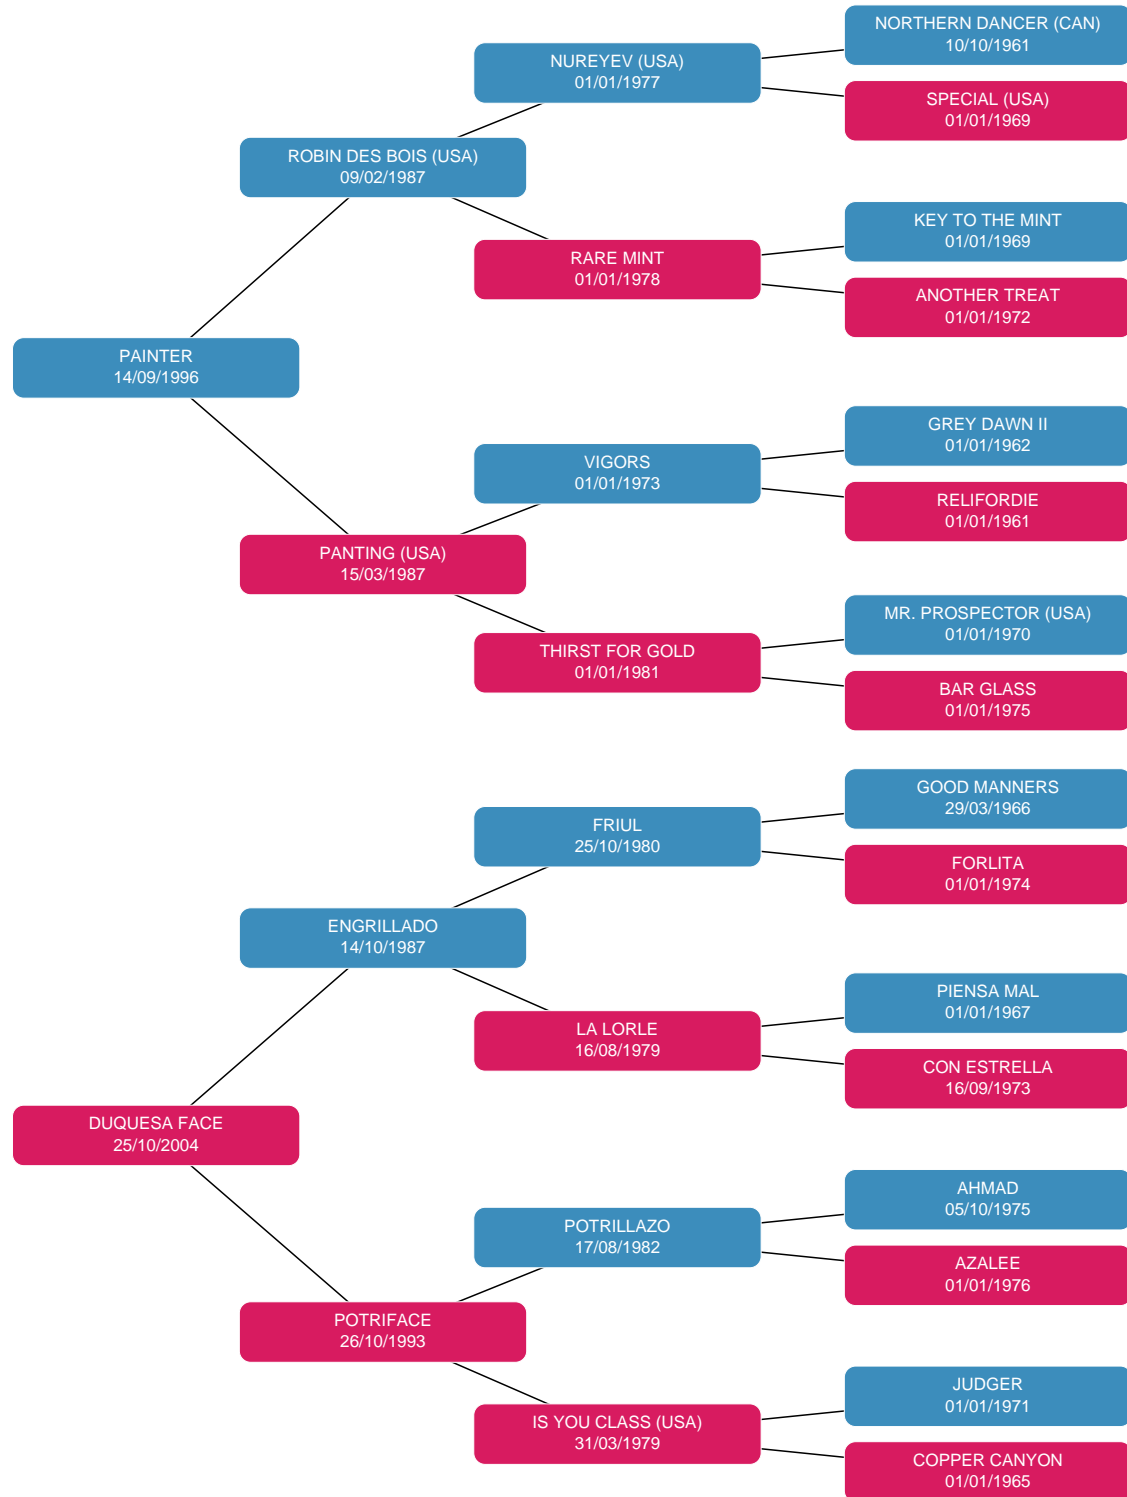 NORTHERN DANCER (CAN)
10/10/1961
NUREYEV (USA)
01/01/1977
SPECIAL (USA)
01/01/1969
ROBIN DES BOIS (USA)
09/02/1987
KEY TO THE MINT
01/01/1969
RARE MINT
01/01/1978
ANOTHER TREAT
01/01/1972
PAINTER
14/09/1996
GREY DAWN II
01/01/1962
VIGORS
01/01/1973
RELIFORDIE
01/01/1961
PANTING (USA)
15/03/1987
MR. PROSPECTOR (USA)
01/01/1970
THIRST FOR GOLD
01/01/1981
BAR GLASS
01/01/1975
GOOD MANNERS
29/03/1966
FRIUL
25/10/1980
FORLITA
01/01/1974
ENGRILLADO
14/10/1987
PIENSA MAL
01/01/1967
LA LORLE
16/08/1979
CON ESTRELLA
16/09/1973
DUQUESA FACE
25/10/2004
AHMAD
05/10/1975
POTRILLAZO
17/08/1982
AZALEE
01/01/1976
POTRIFACE
26/10/1993
JUDGER
01/01/1971
IS YOU CLASS (USA)
31/03/1979
COPPER CANYON
01/01/1965